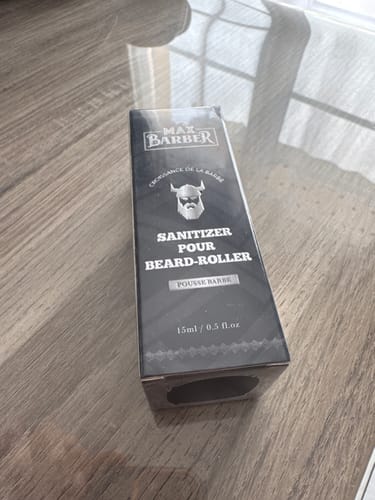 MAX
BARBER
CROISSANCE DE LA BARBE
SANITIZER
POUR
BEARD-ROLLER
POUSSE BARBE
15ml / 0.5 fl.oz